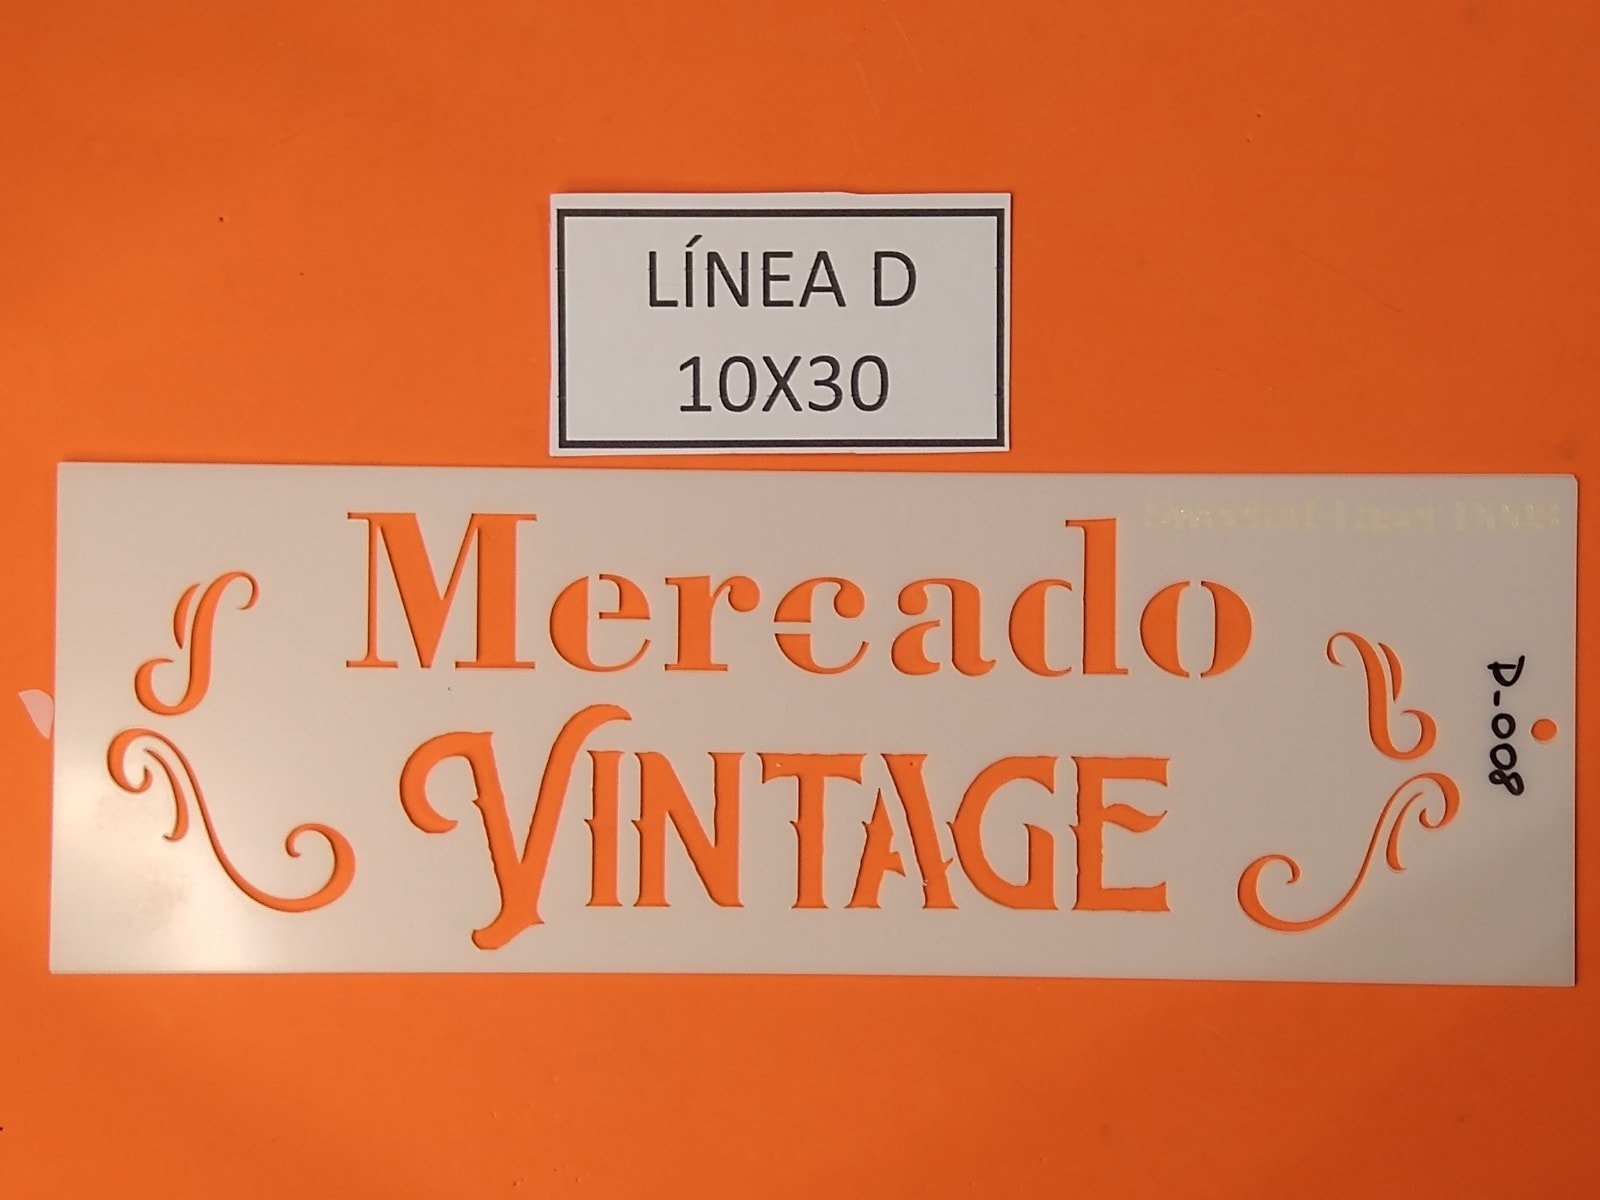 LÍNEA D
10X30
Mercado
VINTAGE
D-008